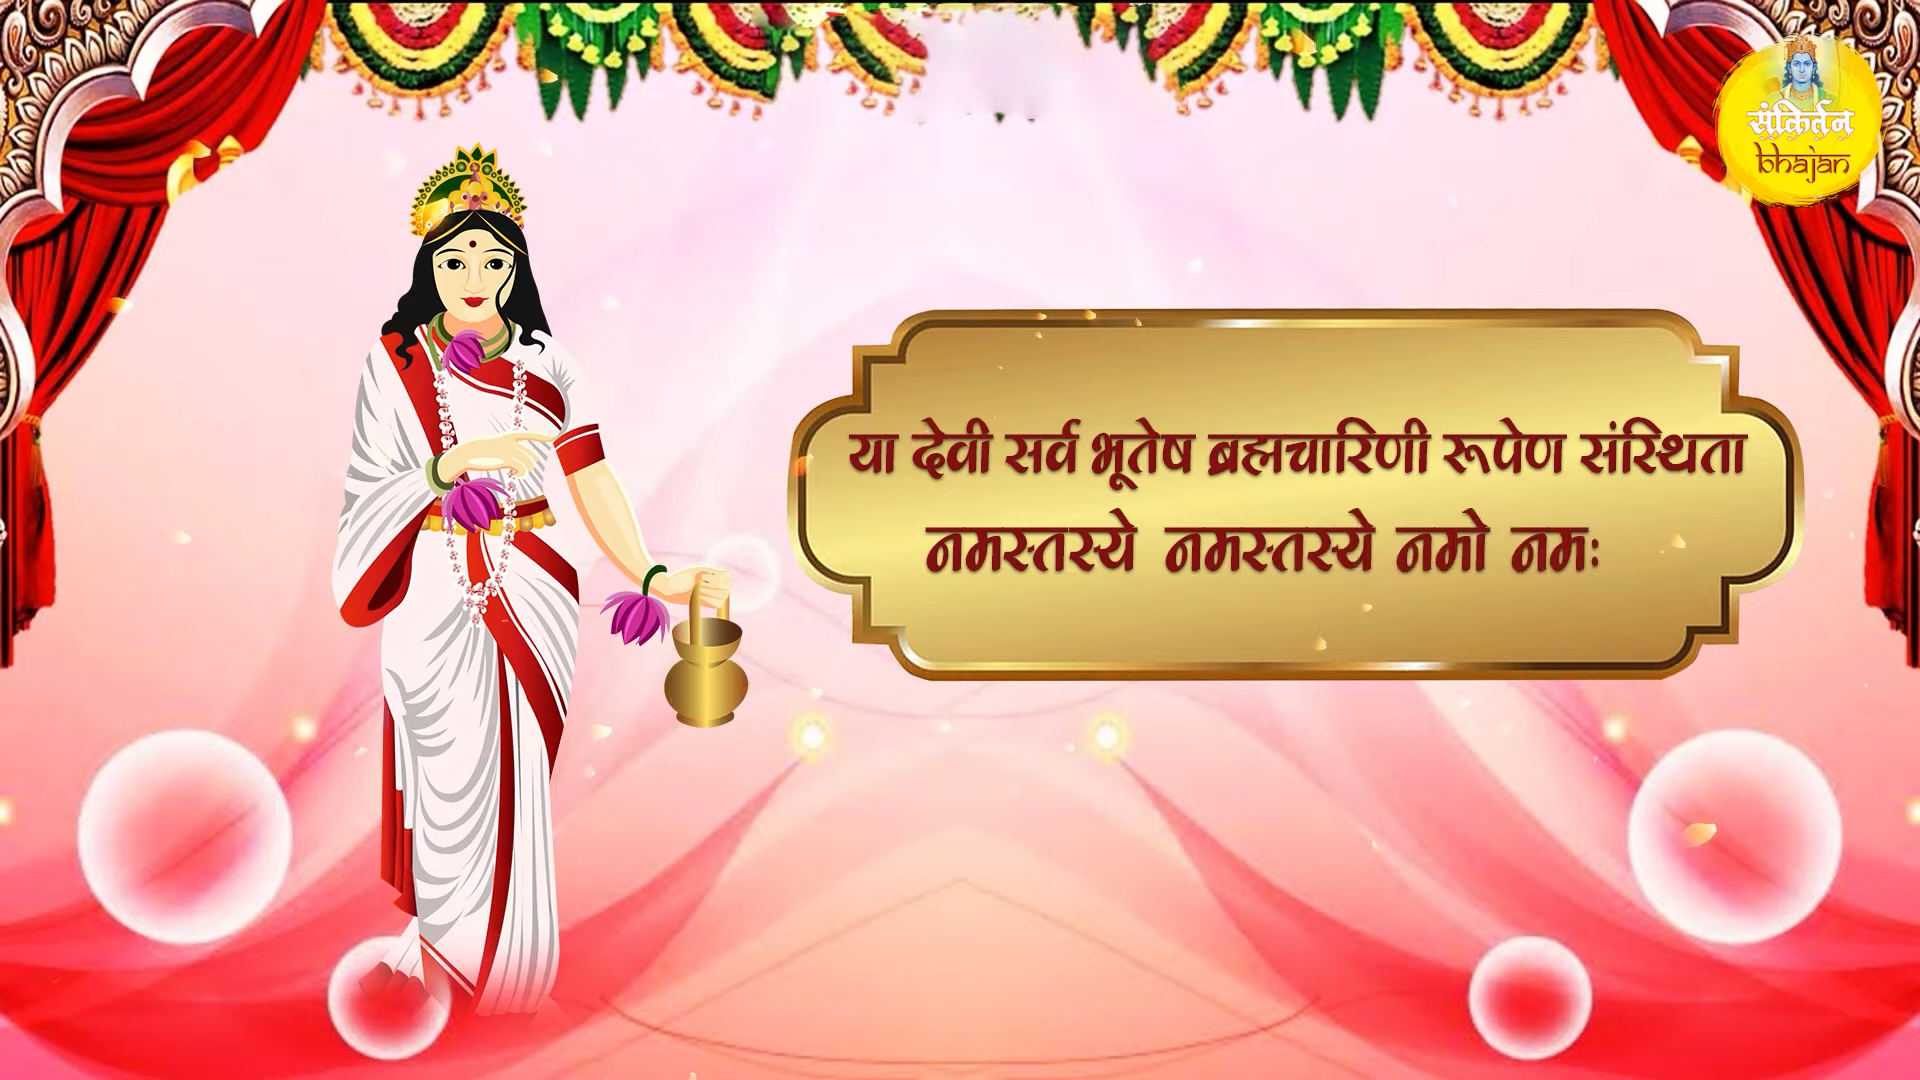 संकिर्तन
bhajan
या देवी सर्व भूतेष ब्रह्मचारिणी रूपेण संस्थिता
नमस्तस्ये नमस्तस्ये नमो नमः